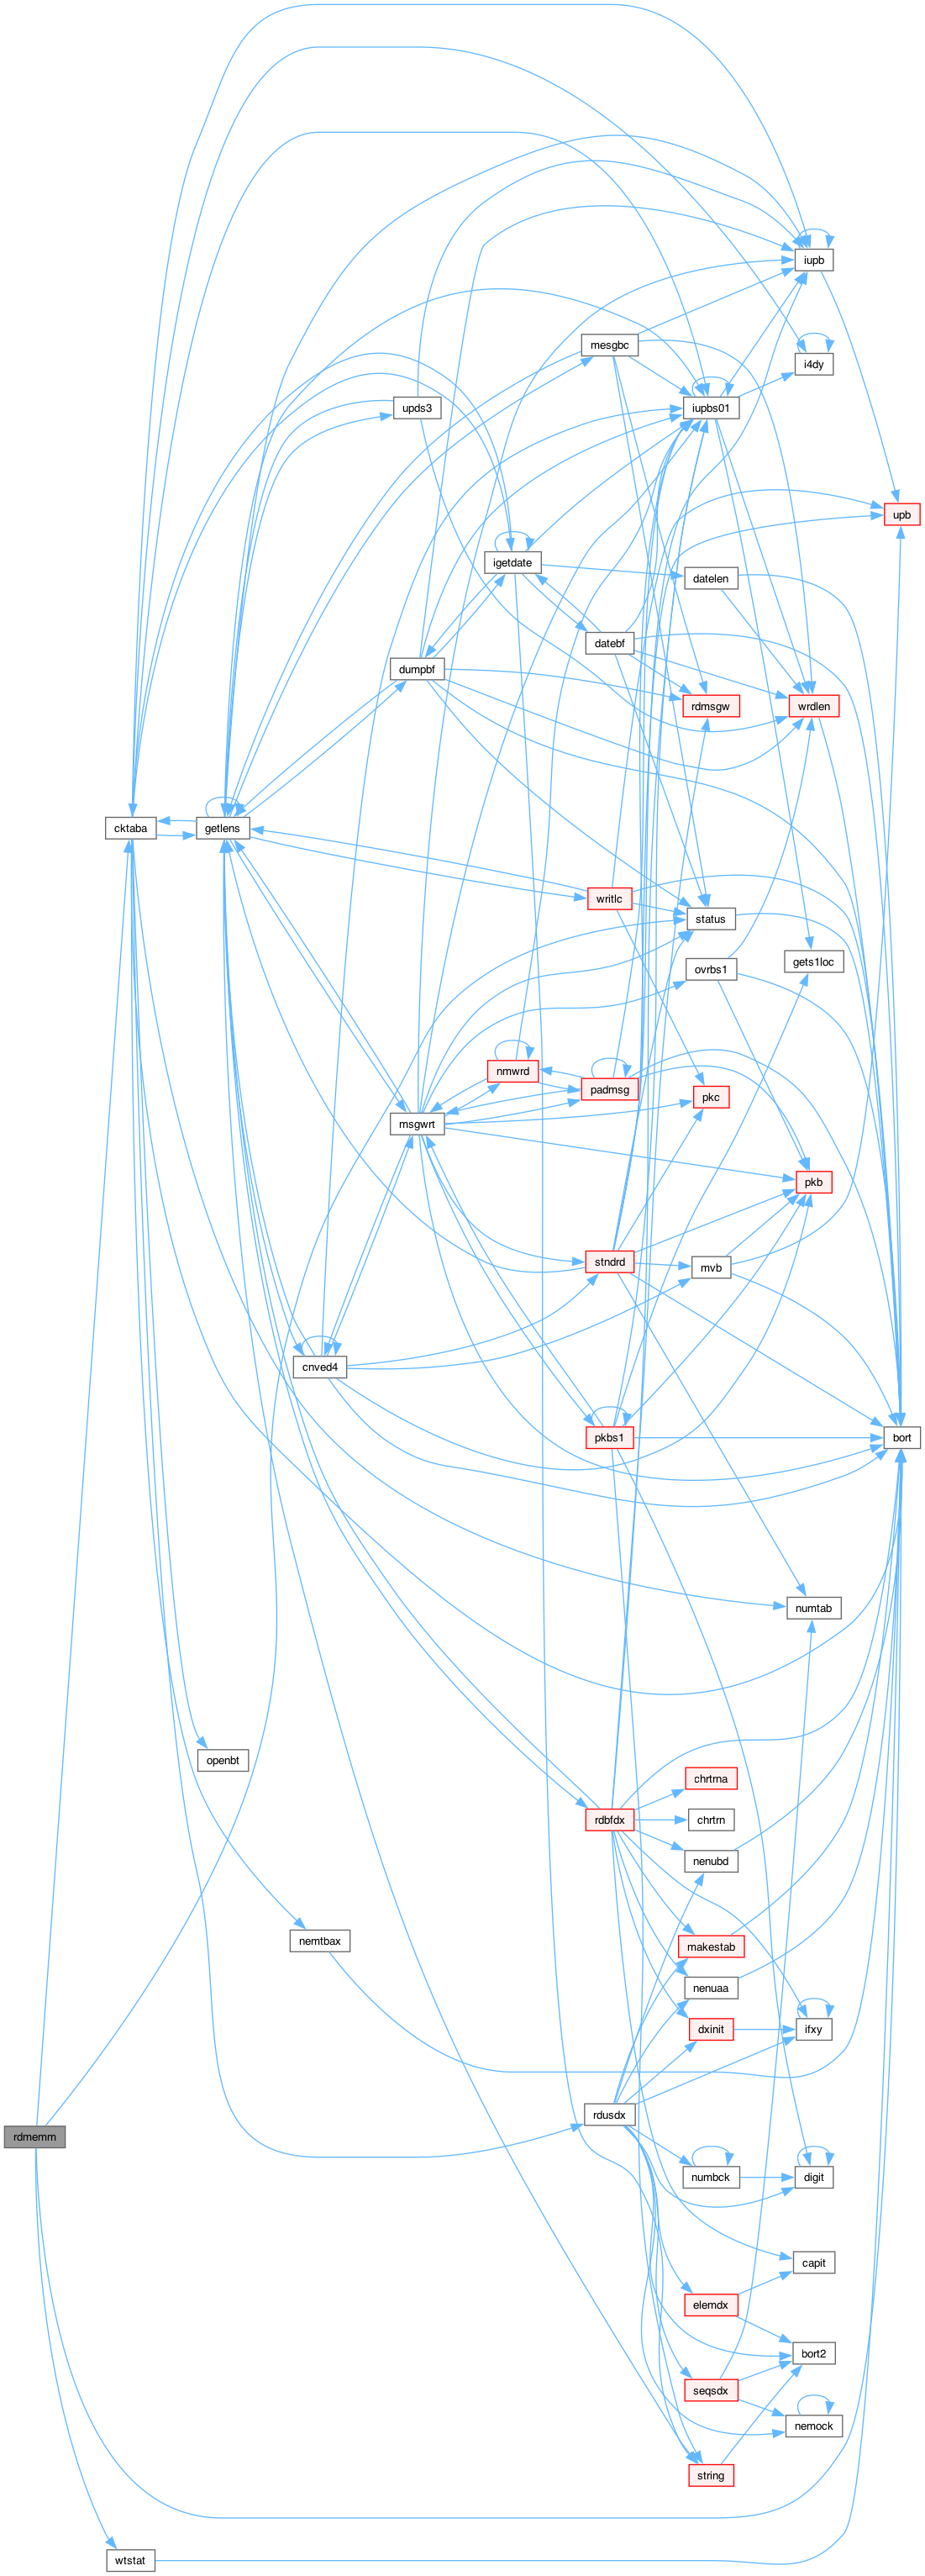 iupb
mesgbc
i4dy
upds3
iupbs01
upb
igetdate
datelen
datebf
dumpbf
rdmsgw
wrdlen
cktaba
getlens
writlc
status
gets1loc
ovrbs1
nmwrd
padmsg
pkc
msgwrt
pkb
stndrd
mvb
cnved4
pkbs1
bort
numtab
openbt
chrtrna
rdbfdx
chrtrn
nenubd
nemtbax
makestab
nenuaa
dxinit
ifxy
rdusdx
rdmemm
numbck
digit
capit
elemdx
bort2
seqsdx
nemock
string
wtstat